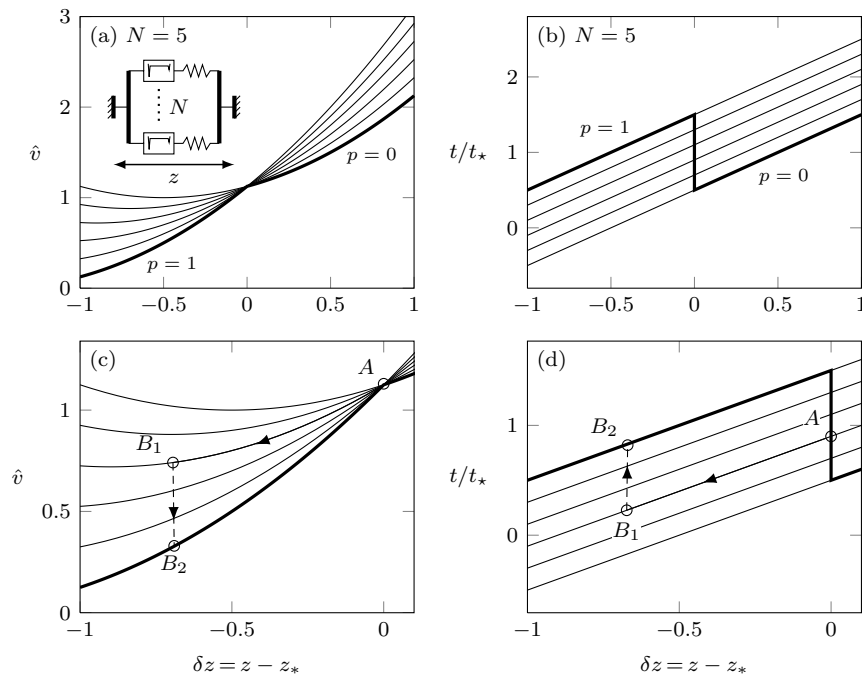 (a) N = 5
N
z
p = 0
p = 1
v̂
3
2
1
0
−1
−0.5
0
0.5
1
(b) N = 5
p = 1
p = 0
t/t⋆
2
1
0
−1
−0.5
0
0.5
1
(c)
A
B₁
B₂
v̂
1
0.5
0
−1
−0.5
0
δz = z − z∗
(d)
A
B₂
B₁
t/t⋆
1
0
−1
−0.5
0
δz = z − z∗